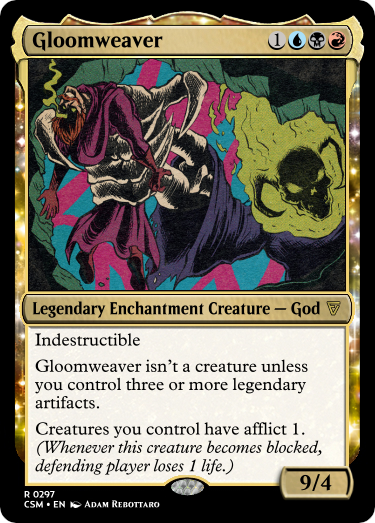 Gloomweaver 1
Legendary Enchantment Creature — God
Indestructible
Gloomweaver isn't a creature unless
you control three or more legendary
artifacts.
Creatures you control have afflict 1.
(Whenever this creature becomes blocked,
defending player loses 1 life.)
9/4
R 0297
CSM • EN Adam Rebottaro